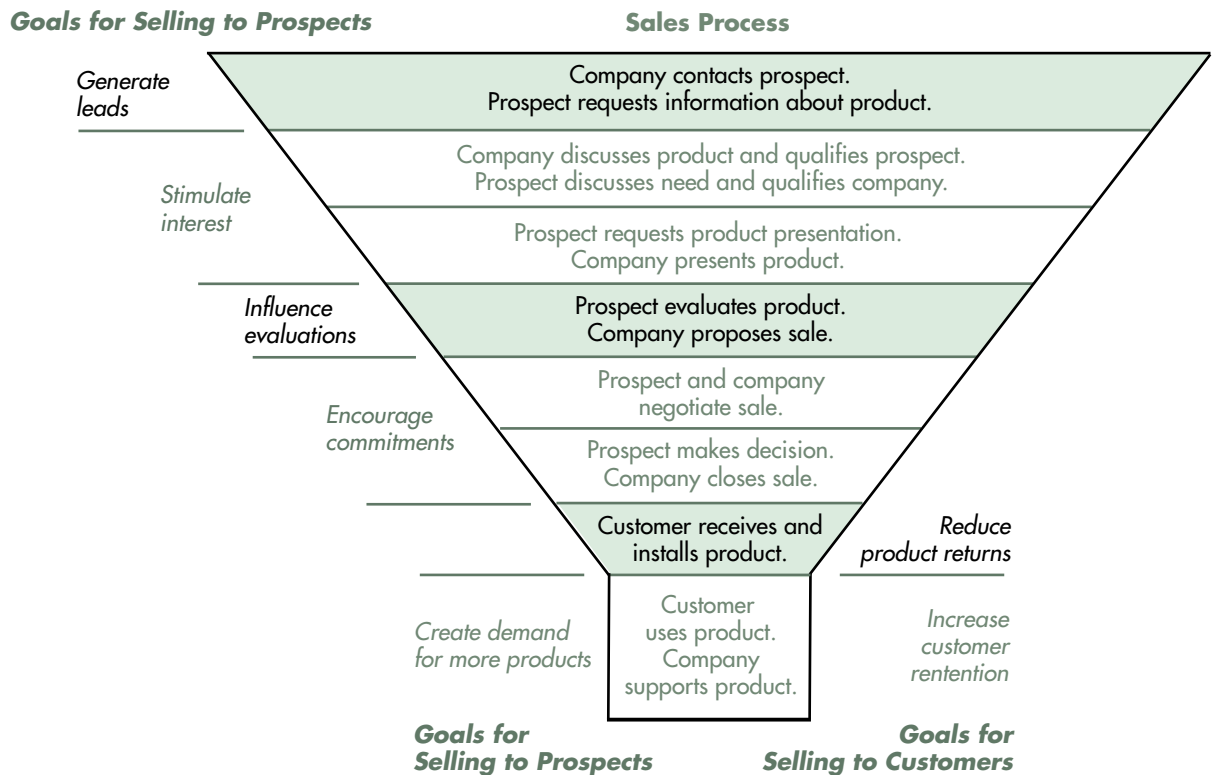 Goals for Selling to Prospects
Sales Process
Generate
leads
Company contacts prospect.
Prospect requests information about product.
Company discusses product and qualifies prospect.
Prospect discusses need and qualifies company.
Stimulate
interest
Prospect requests product presentation.
Company presents product.
Influence
evaluations
Prospect evaluates product.
Company proposes sale.
Prospect and company
negotiate sale.
Encourage
commitments
Prospect makes decision.
Company closes sale.
Customer receives and
installs product.
Reduce
product returns
Create demand
for more products
Customer
uses product.
Company
supports product.
Increase
customer
rentention
Goals for
Selling to Prospects
Goals for
Selling to Customers